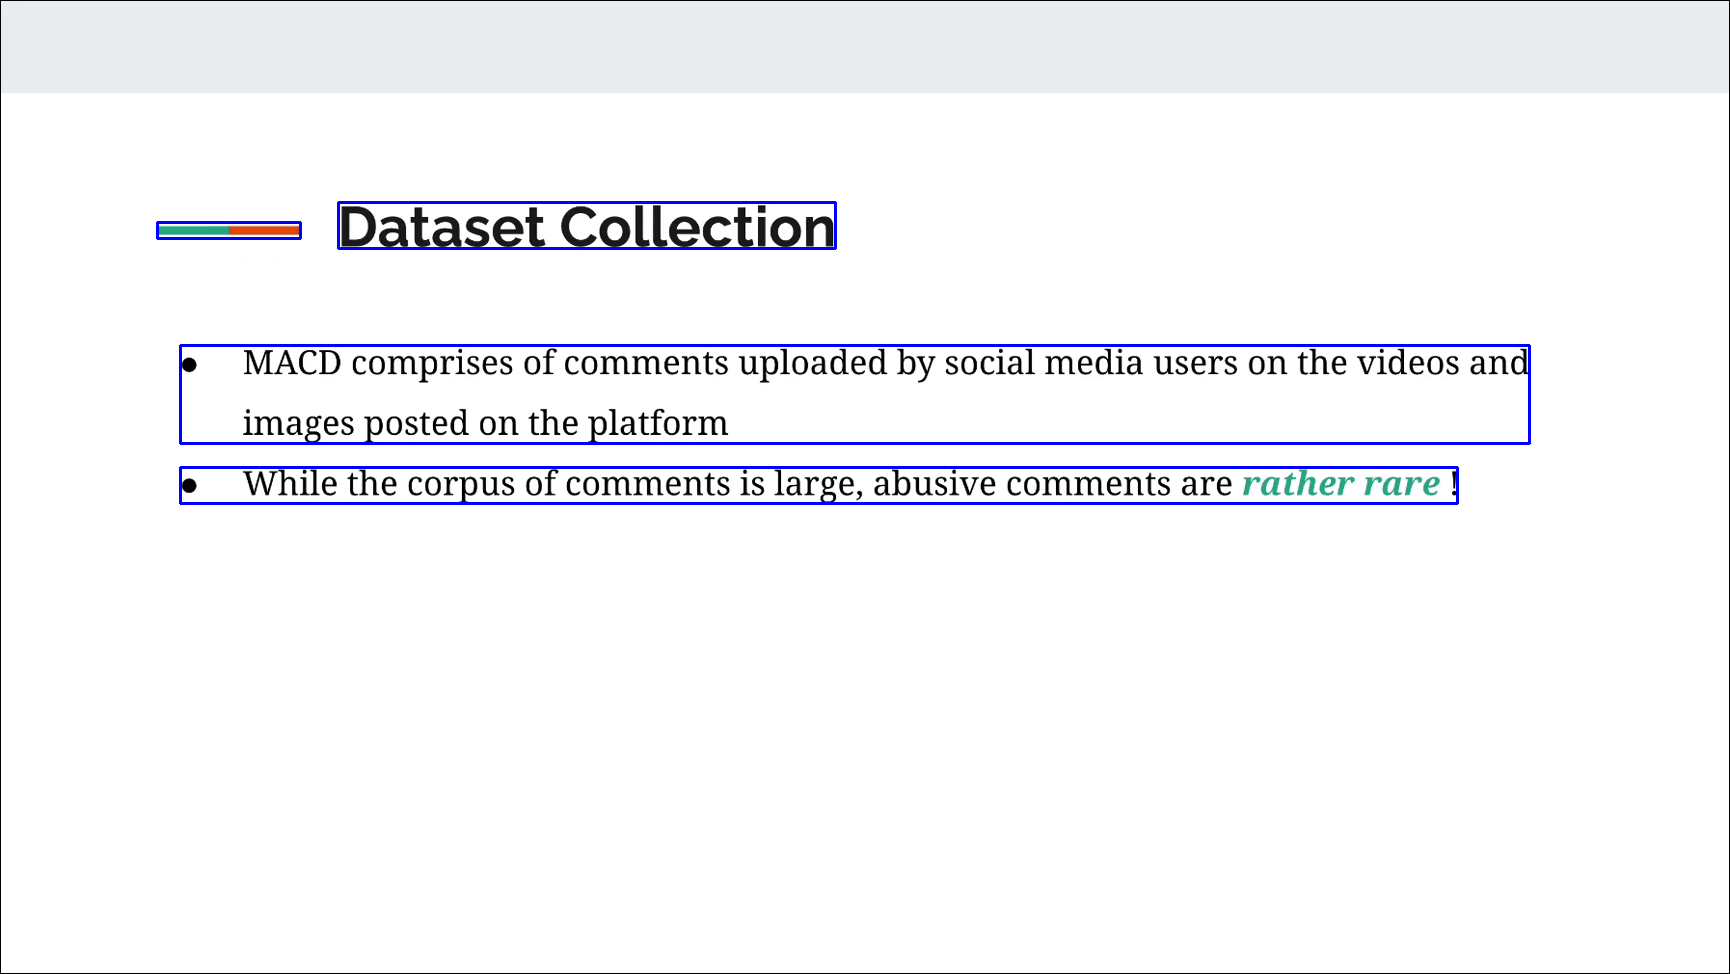 Dataset Collection
● MACD comprises of comments uploaded by social media users on the videos and
images posted on the platform
● While the corpus of comments is large, abusive comments are rather rare !